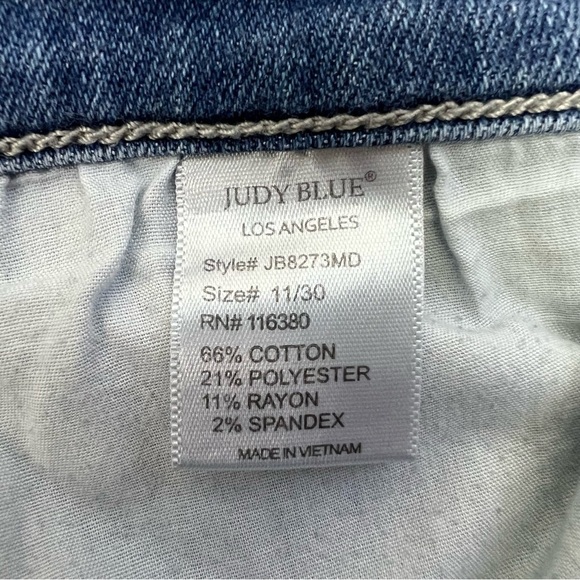 JUDY BLUE®
LOS ANGELES
Style# JB8273MD
Size# 11/30
RN# 116380
66% COTTON
21% POLYESTER
11% RAYON
2% SPANDEX
MADE IN VIETNAM